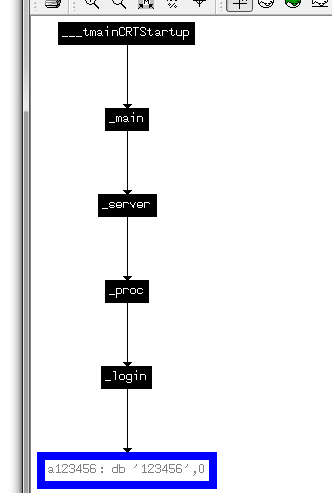 ___tmainCRTStartup
_main
_server
_proc
_login
a123456: db '123456',0